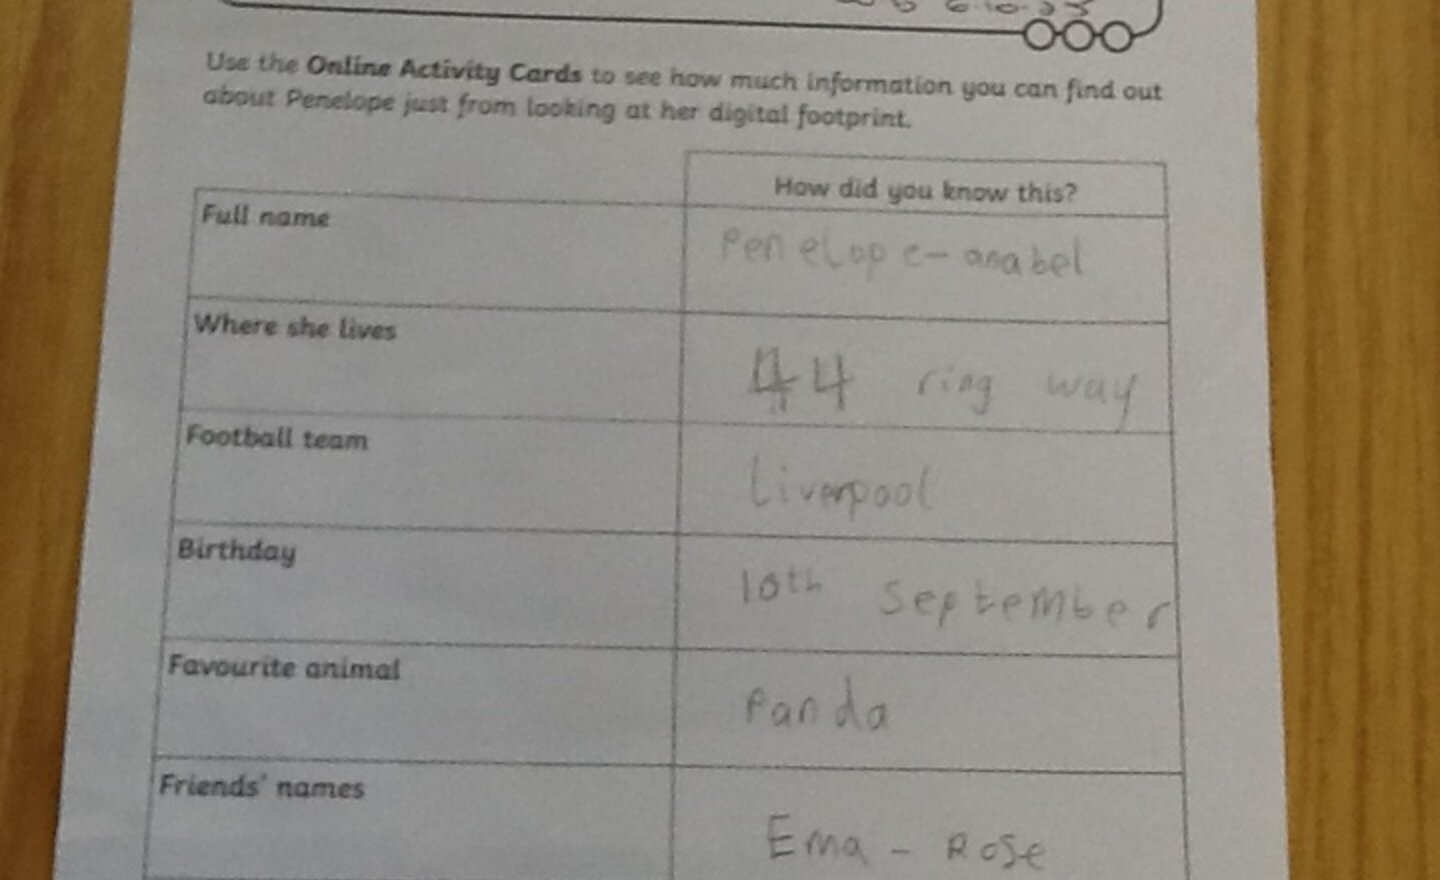 Use the Online Activity Cards to see how much information you can find out
about Penelope just from looking at her digital footprint.
How did you know this?
Full name
Penelope-anabel
Where she lives
44 ring way
Football team
Liverpool
Birthday
10th September
Favourite animal
Panda
Friends' names
Ema - Rose